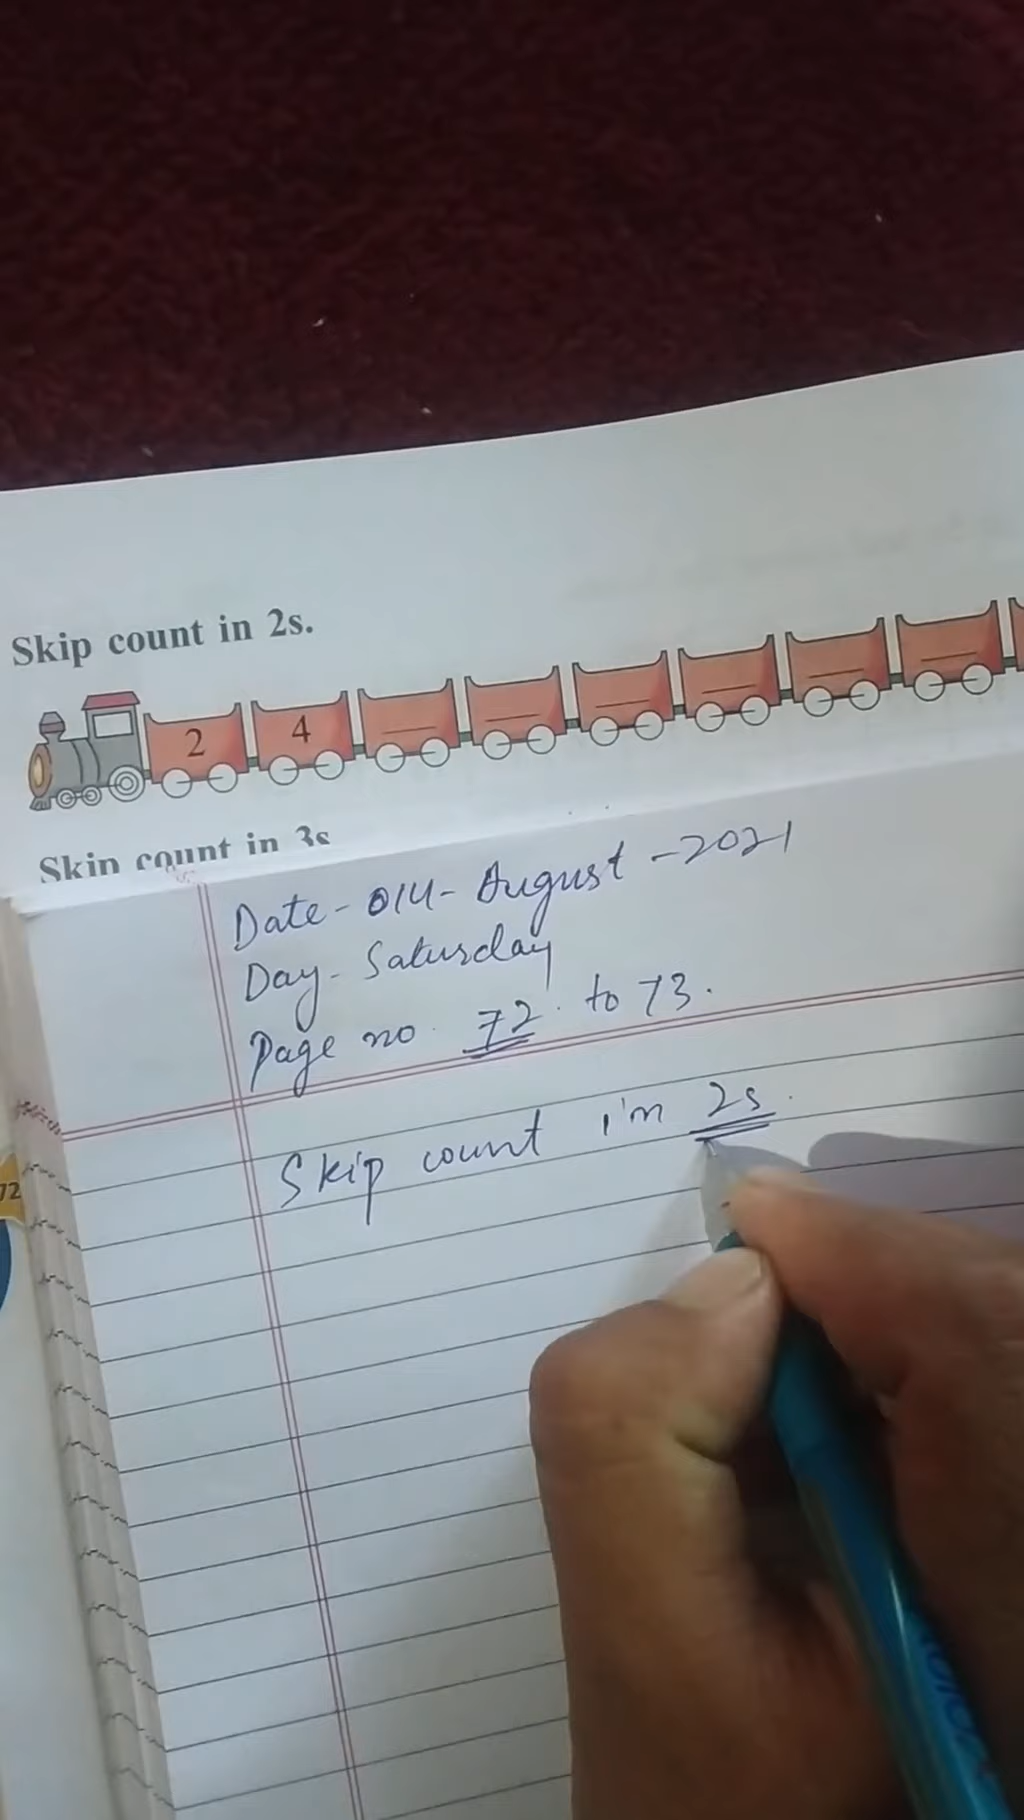 Skip count in 2s.
2 4
Skip count in 3s
Date - 014 - August - 2021
Day - Saturday
Page no. 72 to 73.
Skip count i'm 2s.
72